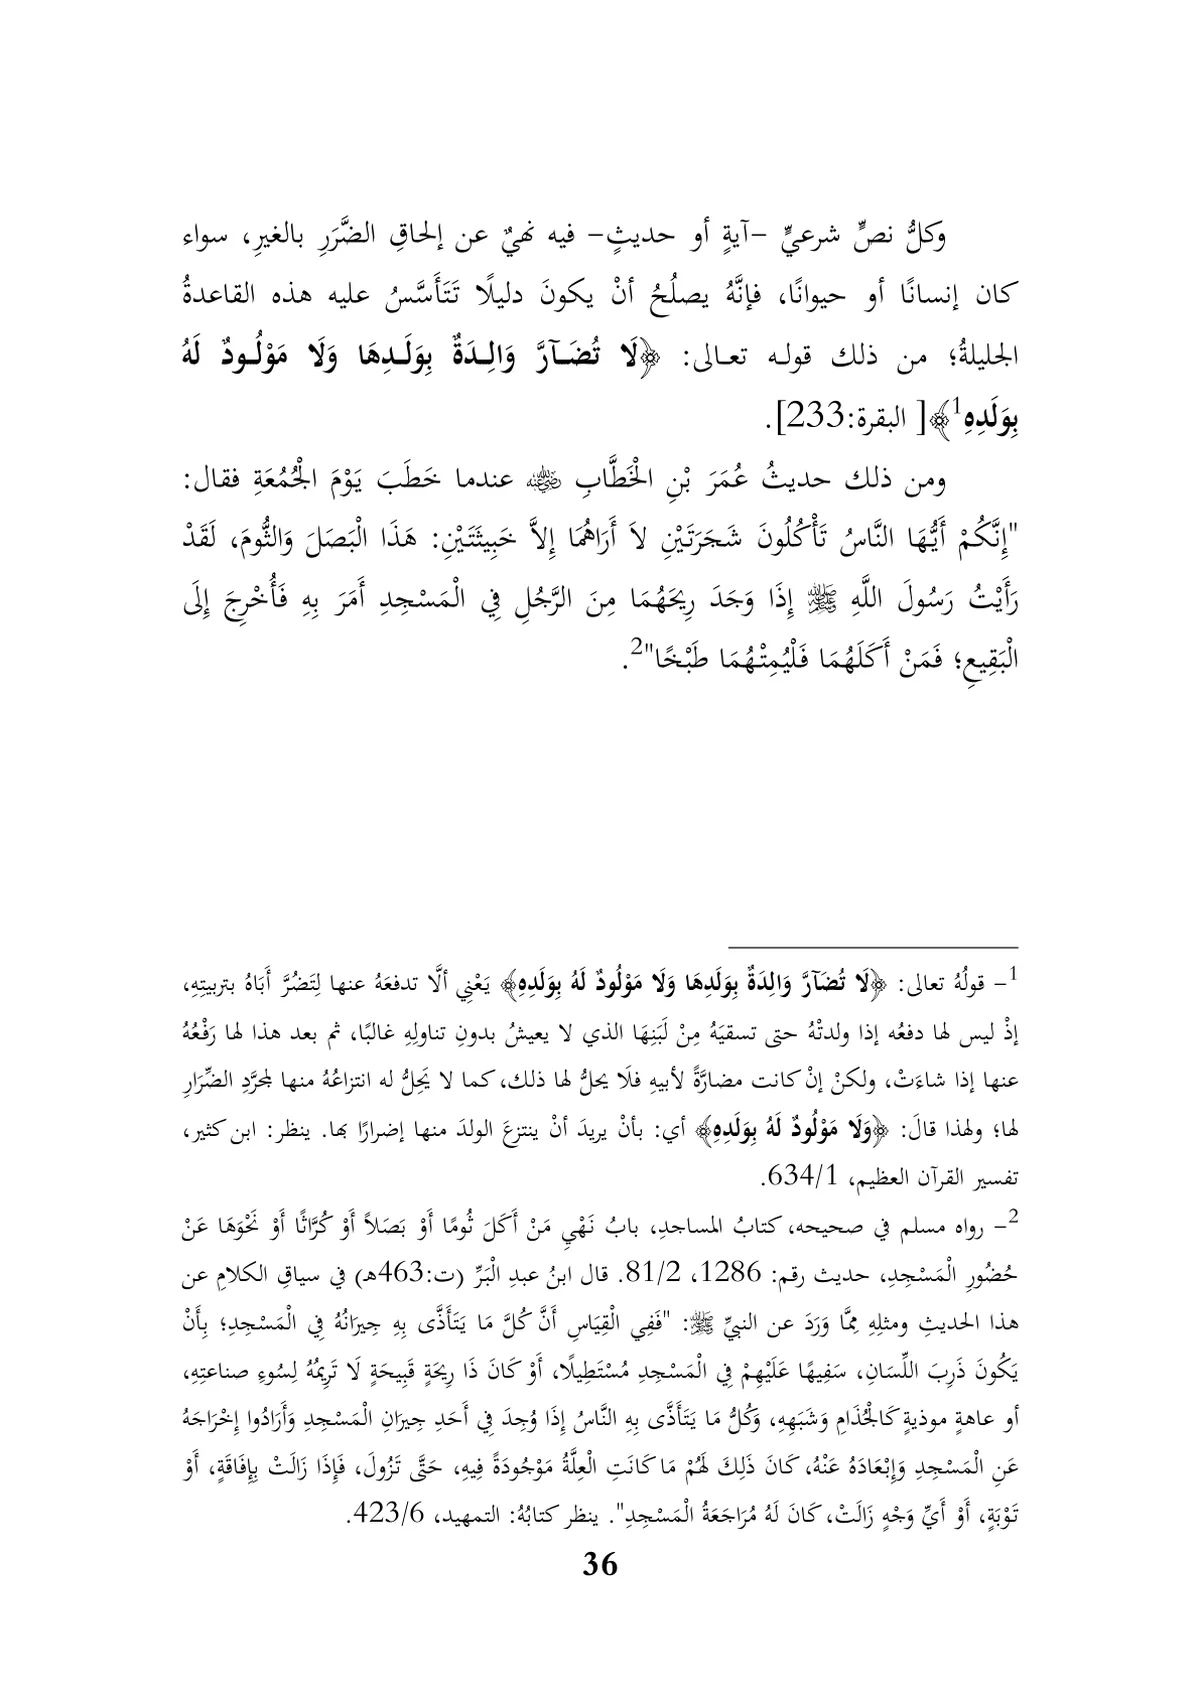 وكلُّ نصٍّ شرعيٍّ -آيةٍ أو حديثٍ- فيه نهيٌ عن إلحاقِ الضَّرَرِ بالغيرِ، سواء
كان إنسانًا أو حيوانًا، فإنَّهُ يصلُحُ أنْ يكونَ دليلًا تَتَأَسَّسُ عليه هذه القاعدةُ
الجليلةُ؛ من ذلك قوله تعالى: ﴿لَا تُضَآرَّ وَالِدَةٌ بِوَلَدِهَا وَلَا مَوْلُودٌ لَهُ
بِوَلَدِهِ1﴾[ البقرة:233].
ومن ذلك حديثُ عُمَرَ بْنِ الْخَطَّابِ رضي الله عنه عندما خَطَبَ يَوْمَ الْجُمُعَةِ فقال:
"إِنَّكُمْ أَيُّهَا النَّاسُ تَأْكُلُونَ شَجَرَتَيْنِ لاَ أَرَاهُمَا إِلاَّ خَبِيثَتَيْنِ: هَذَا الْبَصَلَ وَالثُّومَ، لَقَدْ
رَأَيْتُ رَسُولَ اللَّهِ ﷺ إِذَا وَجَدَ رِيحَهُمَا مِنَ الرَّجُلِ فِي الْمَسْجِدِ أَمَرَ بِهِ فَأُخْرِجَ إِلَى
الْبَقِيعِ؛ فَمَنْ أَكَلَهُمَا فَلْيُمِتْهُمَا طَبْخًا"2.
1- قولُهُ تعالى: ﴿لَا تُضَآرَّ وَالِدَةٌ بِوَلَدِهَا وَلَا مَوْلُودٌ لَهُ بِوَلَدِهِ﴾ يَعْنِي ألَّا تدفعَهُ عنها لِتَضُرَّ أَبَاهُ بتربيتِهِ،
إذْ ليس لها دفعُه إذا ولدتْهُ حتى تسقيَهُ مِنْ لَبَنِهَا الذي لا يعيشُ بدونِ تناولِهِ غالبًا، ثم بعد هذا لها رَفْعُهُ
عنها إذا شاءَتْ، ولكنْ إنْ كانت مضارَّةً لأبيهِ فلَا يحلُّ لها ذلك، كما لا يَحِلُّ له انتزاعُهُ منها لمجرَّدِ الضِّرَارِ
لها؛ ولهذا قالَ: ﴿وَلَا مَوْلُودٌ لَهُ بِوَلَدِهِ﴾ أي: بأنْ يريدَ أنْ ينتزعَ الولدَ منها إضرارًا بها. ينظر: ابن كثير،
تفسير القرآن العظيم، 634/1.
2- رواه مسلم في صحيحه، كتابُ المساجدِ، بابُ نَهْيِ مَنْ أَكَلَ ثُومًا أَوْ بَصَلاً أَوْ كُرَّاثًا أَوْ نَحْوَهَا عَنْ
حُضُورِ الْمَسْجِدِ، حديث رقم: 1286، 81/2. قال ابنُ عبدِ الْبَرِّ (ت:463هـ) في سياقِ الكلامِ عن
هذا الحديثِ ومثلِهِ مِمَّا وَرَدَ عن النبيِّ ﷺ: "فَفِي الْقِيَاسِ أَنَّ كُلَّ مَا يَتَأَذَّى بِهِ جِيرَانُهُ فِي الْمَسْجِدِ؛ بِأَنْ
يَكُونَ ذَرِبَ اللِّسَانِ، سَفِيهًا عَلَيْهِمْ فِي الْمَسْجِدِ مُسْتَطِيلًا، أَوْ كَانَ ذَا رِيحَةٍ قَبِيحَةٍ لَا تَرِيمُهُ لِسُوءِ صناعتِهِ،
أو عاهةٍ موذيةٍ كَالْجُذَامِ وَشَبَهِهِ، وَكُلُّ مَا يَتَأَذَّى بِهِ النَّاسُ إِذَا وُجِدَ فِي أَحَدِ جِيرَانِ الْمَسْجِدِ وَأَرَادُوا إِخْرَاجَهُ
عَنِ الْمَسْجِدِ وَإِبْعَادَهُ عَنْهُ، كَانَ ذَلِكَ لَهُمْ مَا كَانَتِ الْعِلَّةُ مَوْجُودَةً فِيهِ، حَتَّى تَزُولَ، فَإِذَا زَالَتْ بِإِفَاقَةٍ، أَوْ
تَوْبَةٍ، أَوْ أَيِّ وَجْهٍ زَالَتْ، كَانَ لَهُ مُرَاجَعَةُ الْمَسْجِدِ". ينظر كتابُهُ: التمهيد، 423/6.
36